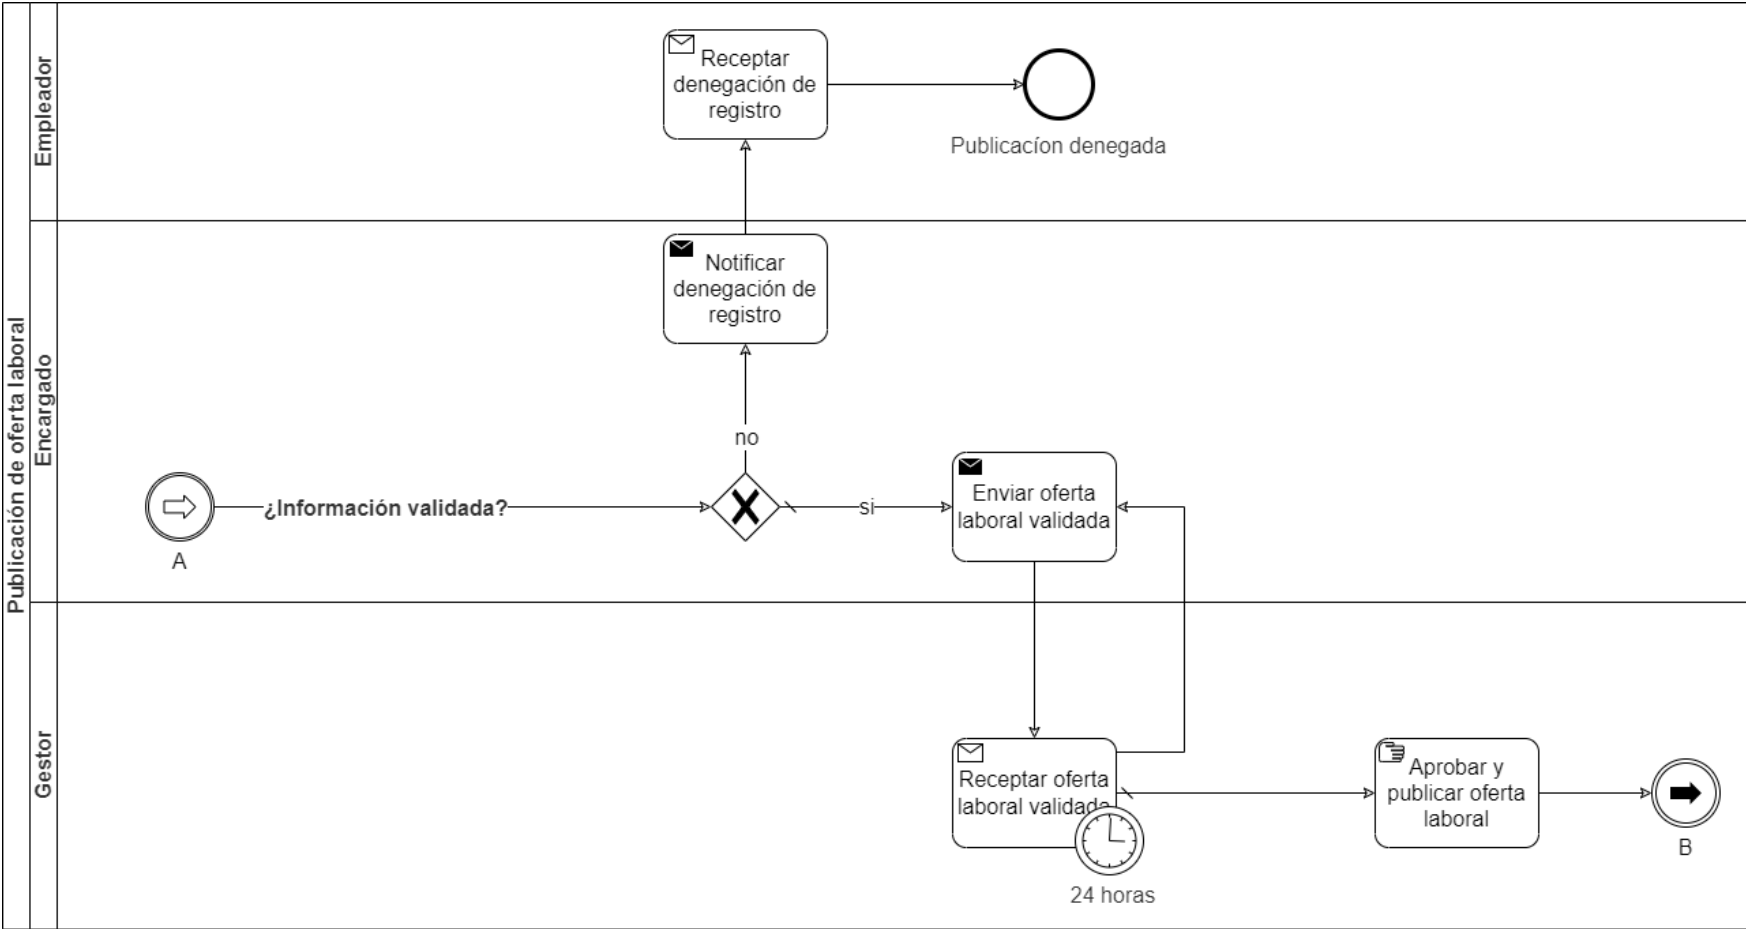 Publicación de oferta laboral
Empleador
Receptar
denegación de
registro
Publicacíon denegada
Encargado
Notificar
denegación de
registro
no
A
¿Información validada?
si
Enviar oferta
laboral validada
Gestor
Receptar oferta
laboral validada
24 horas
Aprobar y
publicar oferta
laboral
B